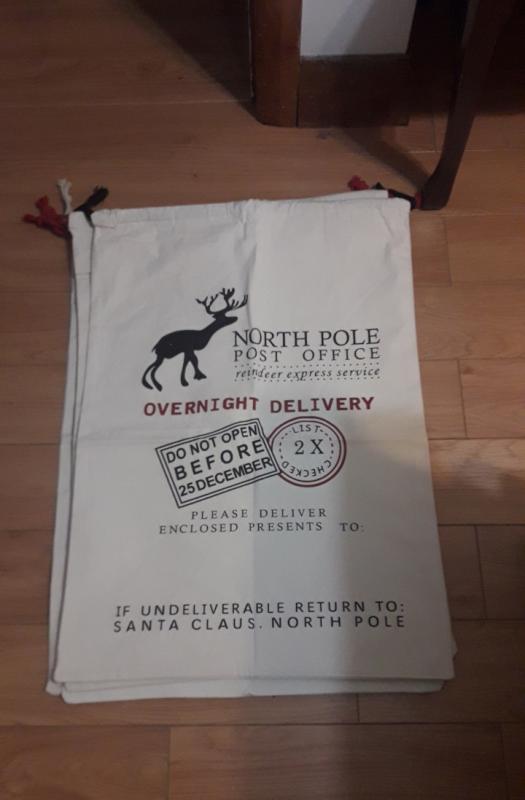 NORTH POLE
POST OFFICE
reindeer express service
OVERNIGHT DELIVERY
DO NOT OPEN
BEFORE
25 DECEMBER
LIST
2 X
CHECKED
PLEASE DELIVER
ENCLOSED PRESENTS TO:
IF UNDELIVERABLE RETURN TO:
SANTA CLAUS. NORTH POLE